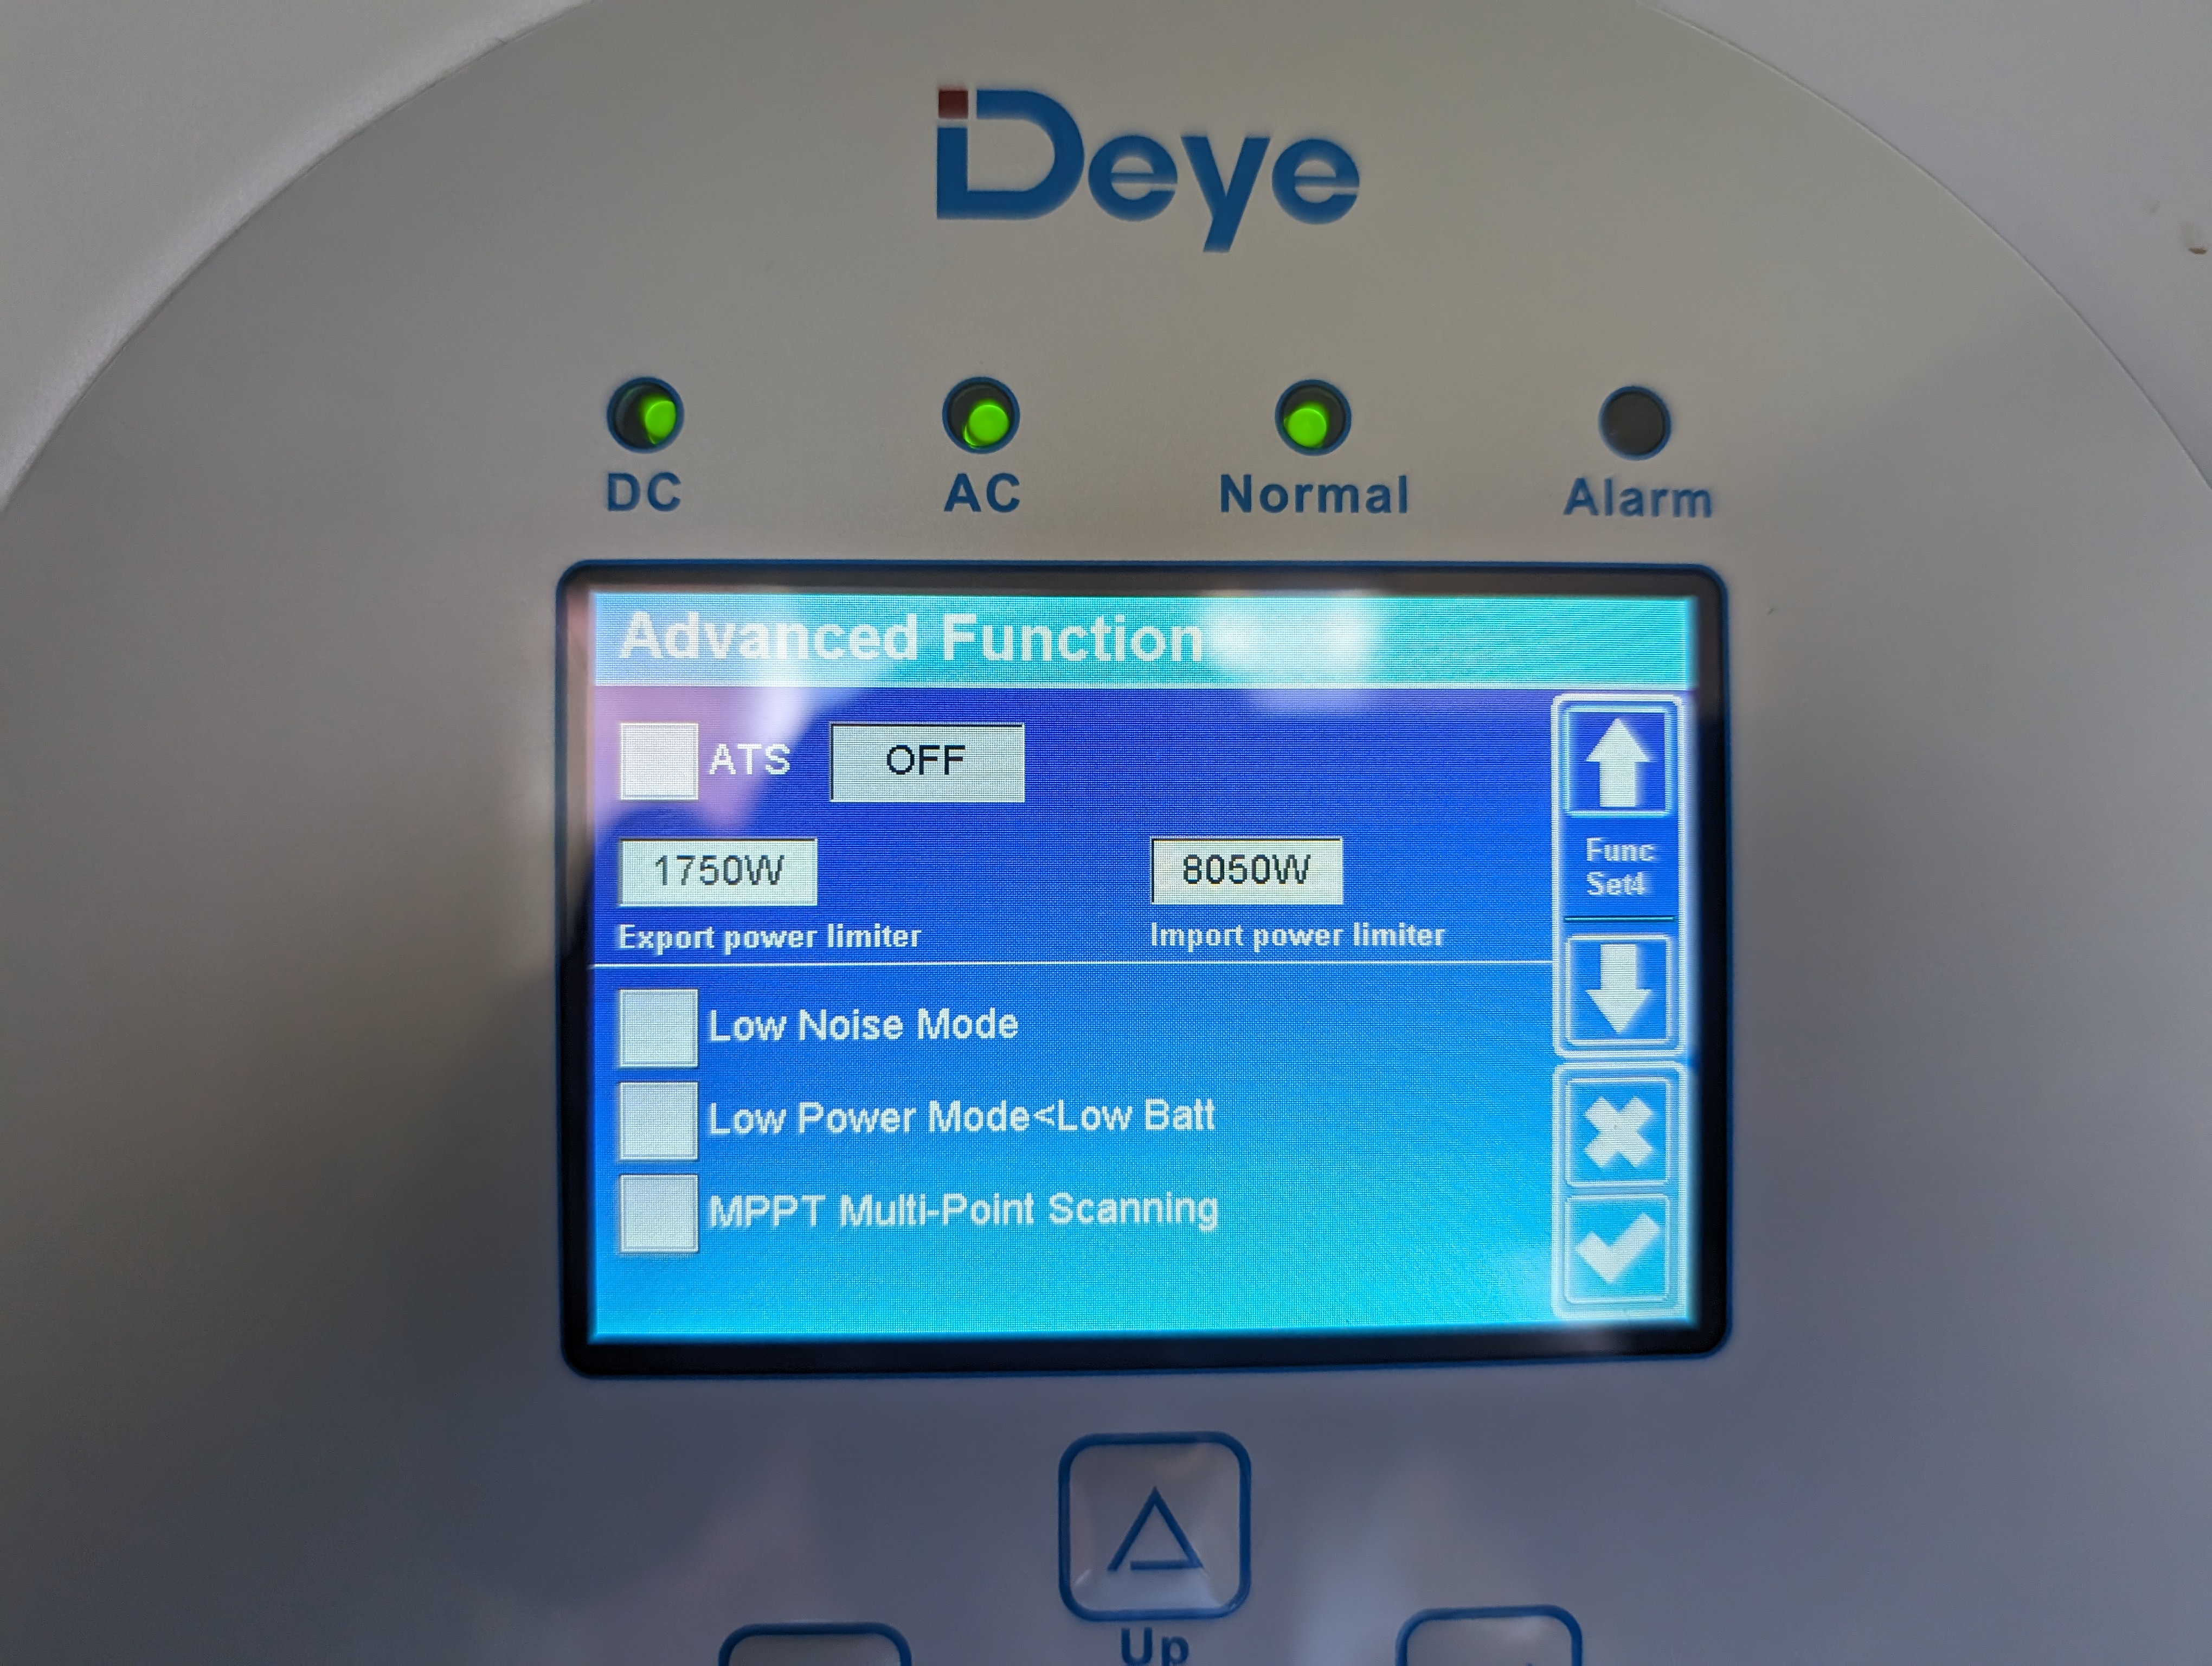 Deye
DC AC Normal Alarm
Advanced Function
ATS OFF
1750W 8050W
Export power limiter Import power limiter
Func
Set4
Low Noise Mode
Low Power Mode<Low Batt
MPPT Multi-Point Scanning
Up